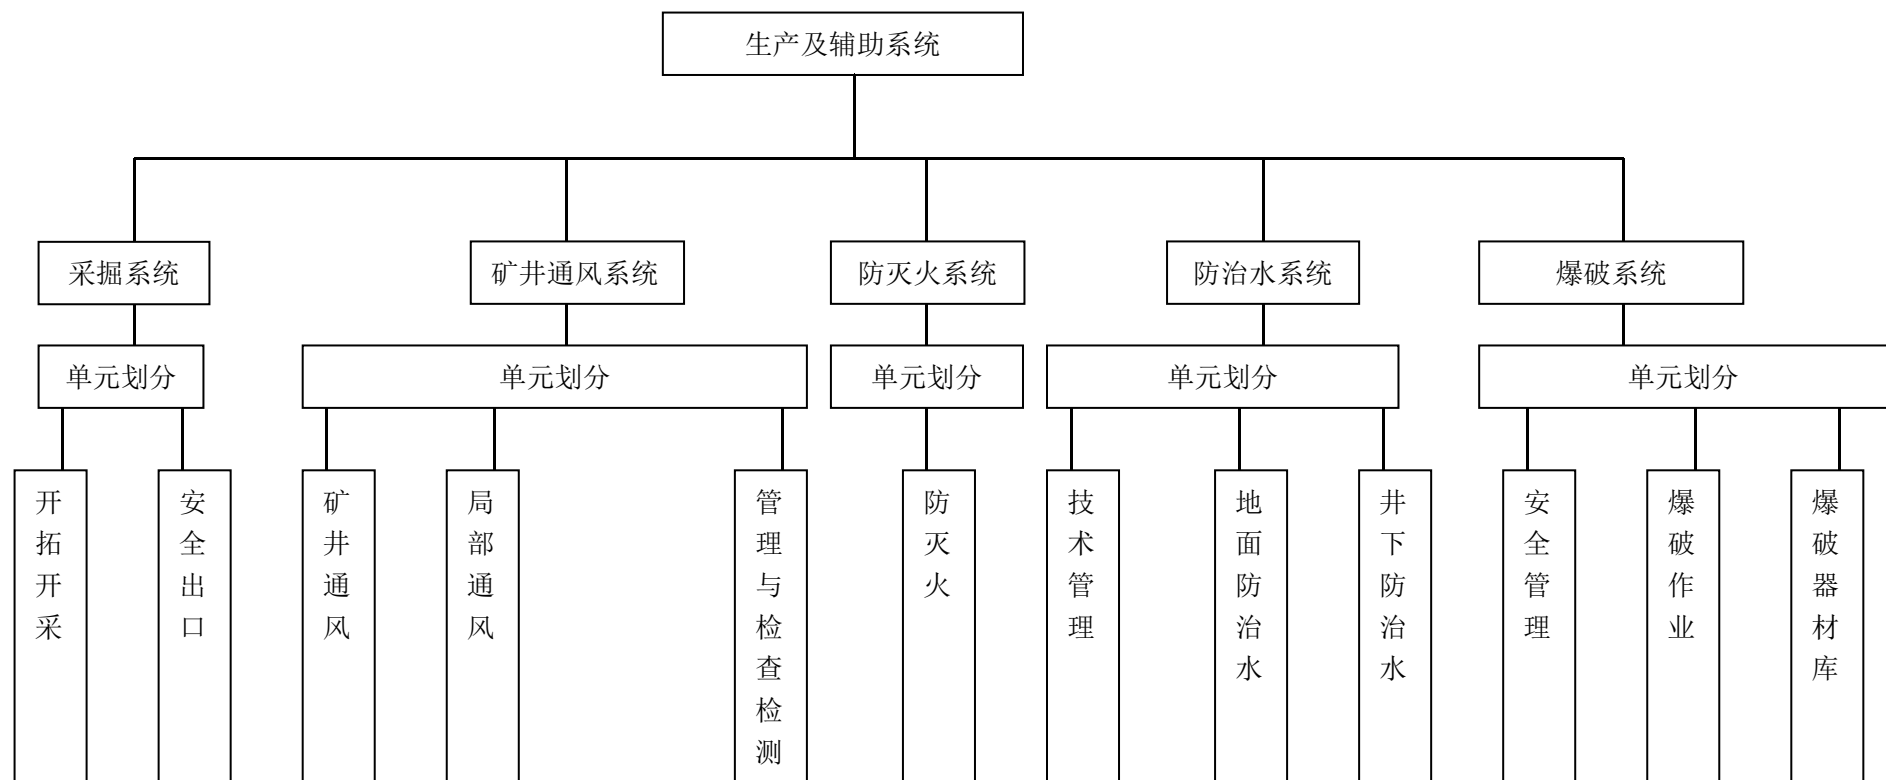 生产及辅助系统
采掘系统
矿井通风系统
防灭火系统
防治水系统
爆破系统
单元划分
单元划分
单元划分
单元划分
单元划分
开拓开采
安全出口
矿井通风
局部通风
管理与检查检测
防灭火
技术管理
地面防治水
井下防治水
安全管理
爆破作业
爆破器材库